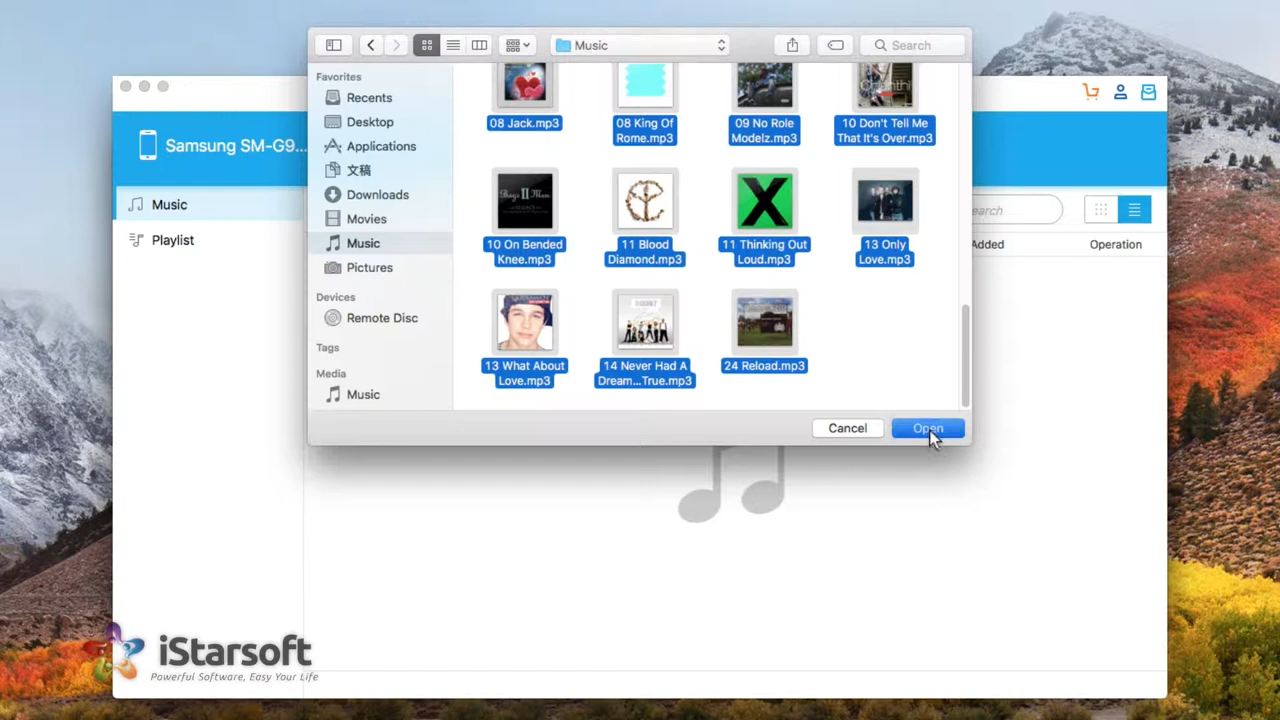 Music
Search
Favorites
Recents
Desktop
Applications
文稿
Downloads
Movies
Music
Pictures
Devices
Remote Disc
Tags
Media
Music
08 Jack.mp3
08 King Of
Rome.mp3
09 No Role
Modelz.mp3
10 Don't Tell Me
That It's Over.mp3
10 On Bended
Knee.mp3
11 Blood
Diamond.mp3
11 Thinking Out
Loud.mp3
13 Only
Love.mp3
13 What About
Love.mp3
14 Never Had A
Dream...True.mp3
24 Reload.mp3
Cancel
Open
Samsung SM-G9...
Music
Playlist
earch
Added
Operation
iStarsoft
Powerful Software, Easy Your Life